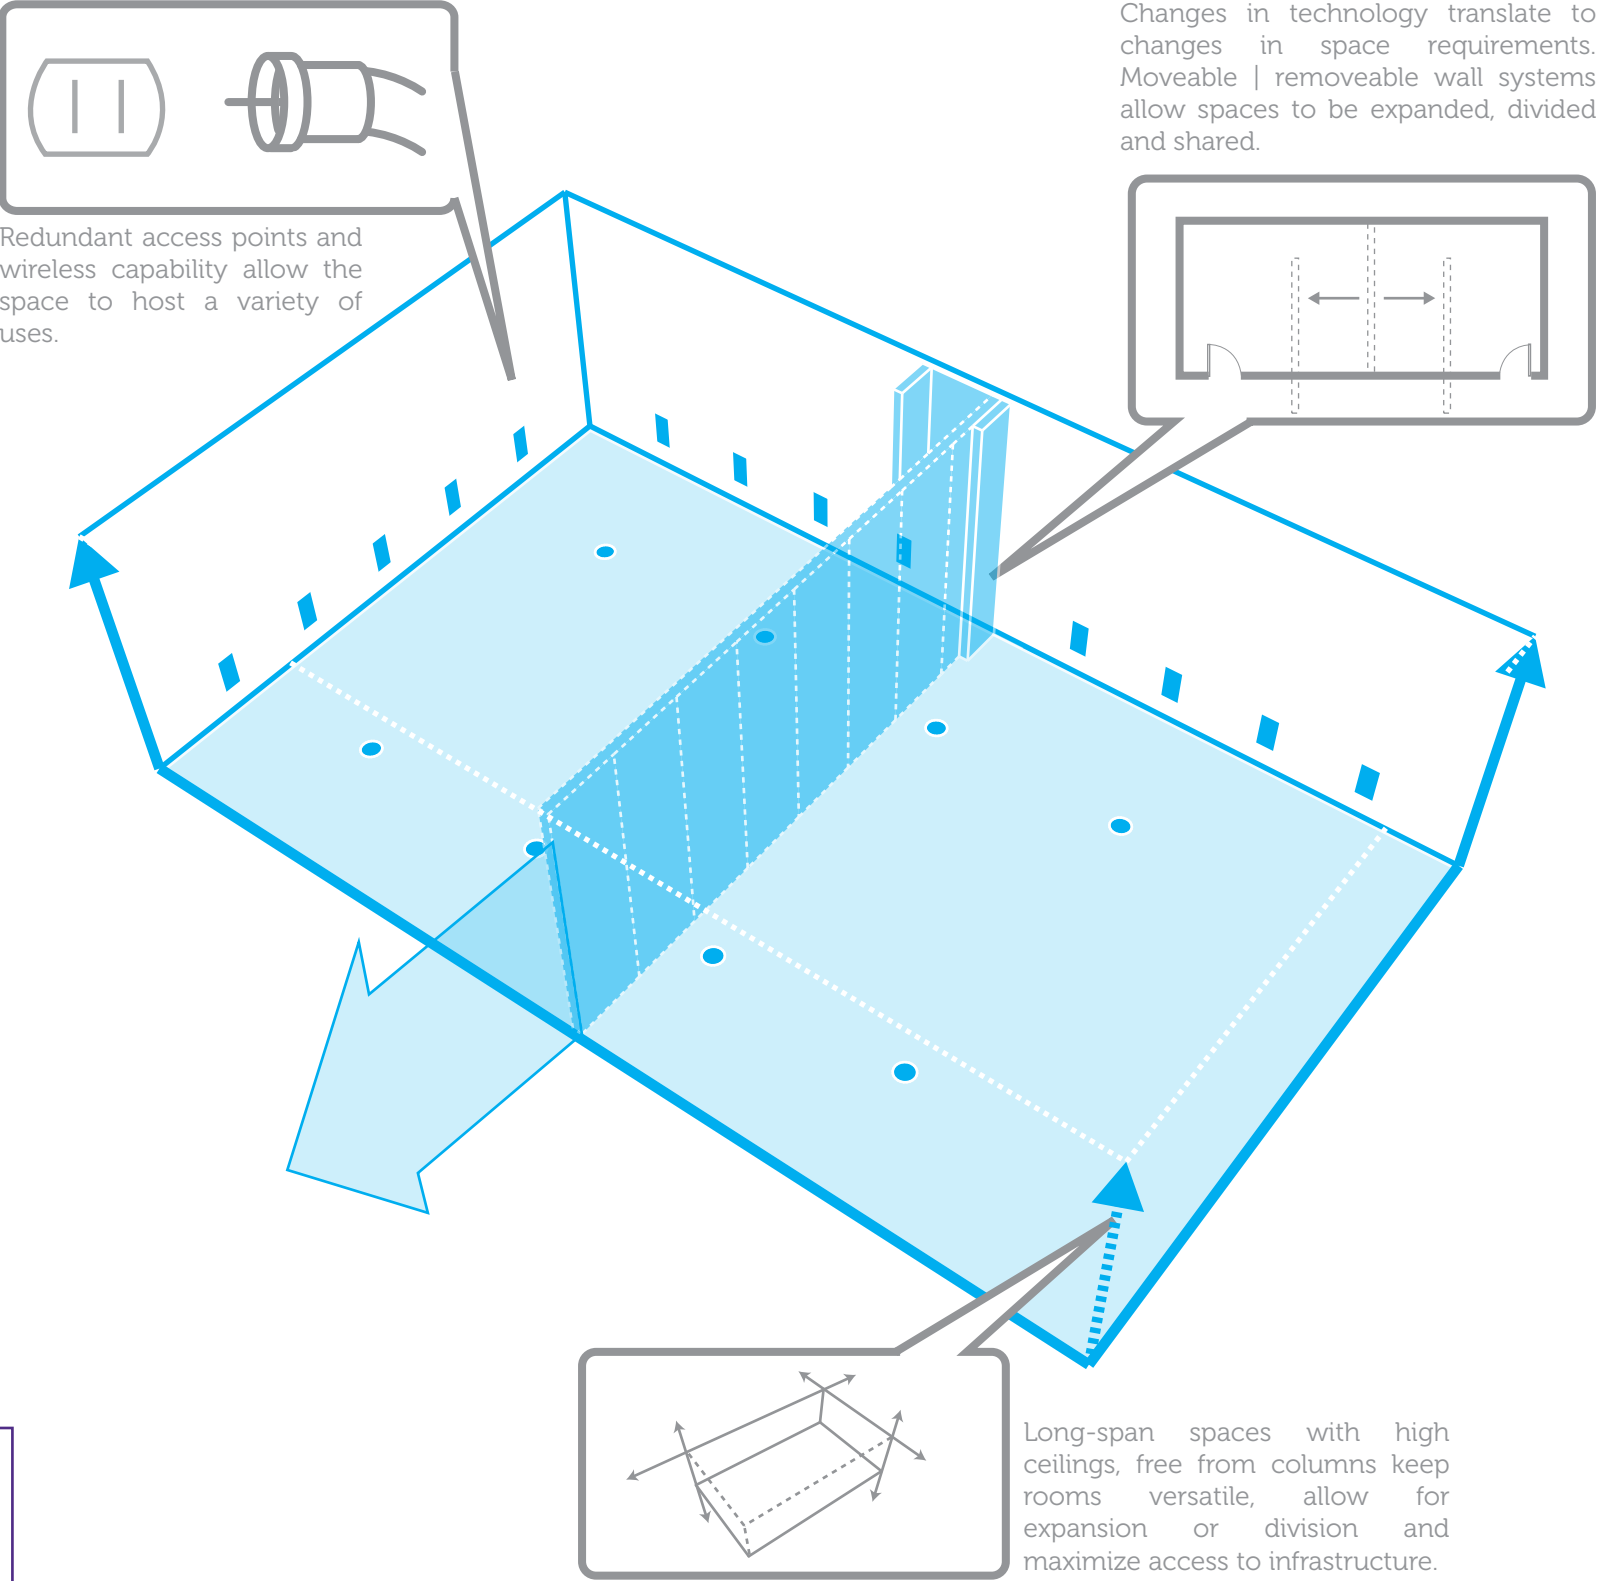 Changes in technology translate to
changes in space requirements.
Moveable | removeable wall systems
allow spaces to be expanded, divided
and shared.
Redundant access points and
wireless capability allow the
space to host a variety of
uses.
Long-span spaces with high
ceilings, free from columns keep
rooms versatile, allow for
expansion or division and
maximize access to infrastructure.